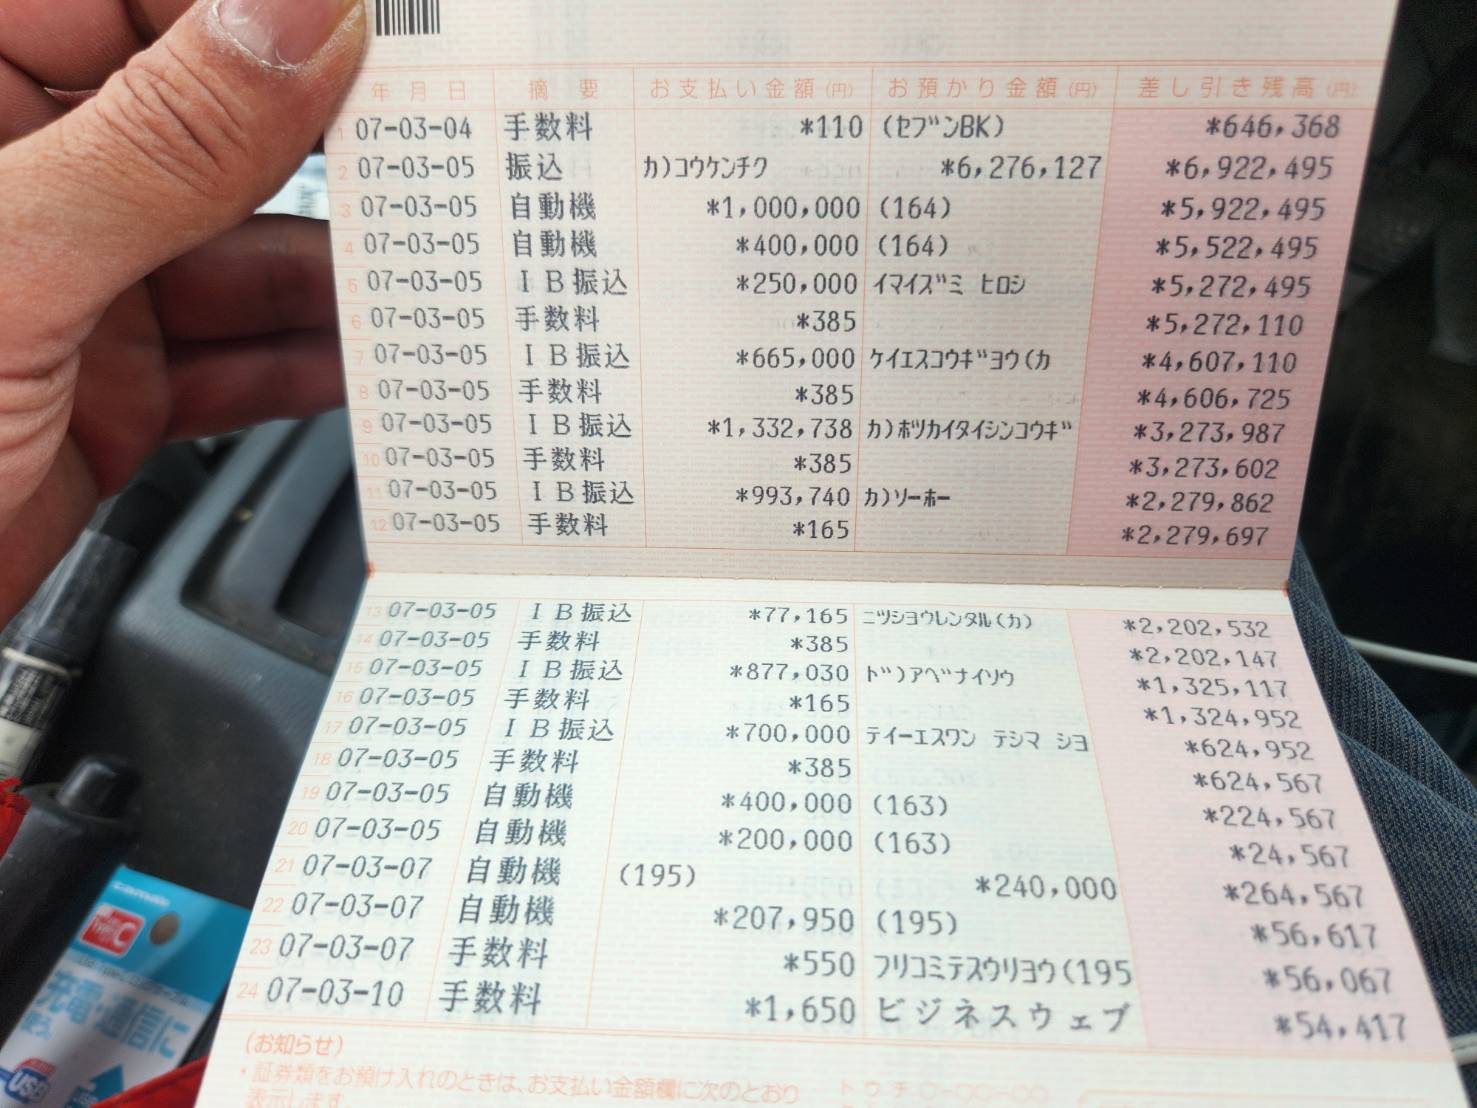 年月日 摘要 お支払い金額(円) お預かり金額(円) 差し引き残高(円)
1 07-03-04 手数料 *110 (セブンBK) *646,368
2 07-03-05 振込 カ)コウケンチク *6,276,127 *6,922,495
3 07-03-05 自動機 *1,000,000 (164) *5,922,495
4 07-03-05 自動機 *400,000 (164) *5,522,495
5 07-03-05 IB振込 *250,000 イマイズミ ヒロシ *5,272,495
6 07-03-05 手数料 *385 *5,272,110
7 07-03-05 IB振込 *665,000 ケイエスコウギヨウ(カ *4,607,110
8 07-03-05 手数料 *385 *4,606,725
9 07-03-05 IB振込 *1,332,738 カ)ホツカイタイシンコウギ *3,273,987
10 07-03-05 手数料 *385 *3,273,602
11 07-03-05 IB振込 *993,740 カ)ソーホー *2,279,862
12 07-03-05 手数料 *165 *2,279,697
13 07-03-05 IB振込 *77,165 ニツシヨウレンタル(カ) *2,202,532
14 07-03-05 手数料 *385 *2,202,147
15 07-03-05 IB振込 *877,030 ド)アベナイソウ *1,325,117
16 07-03-05 手数料 *165 *1,324,952
17 07-03-05 IB振込 *700,000 テイーエスワン テシマ シヨ *624,952
18 07-03-05 手数料 *385 *624,567
19 07-03-05 自動機 *400,000 (163) *224,567
20 07-03-05 自動機 *200,000 (163) *24,567
21 07-03-07 自動機 (195) *240,000 *264,567
22 07-03-07 自動機 *207,950 (195) *56,617
23 07-03-07 手数料 *550 フリコミテスウリヨウ(195 *56,067
24 07-03-10 手数料 *1,650 ビジネスウェブ *54,417
(お知らせ)
・証券類をお預け入れのときは、お支払い金額欄に次のとおり
表示します。
充電・通信に
USB